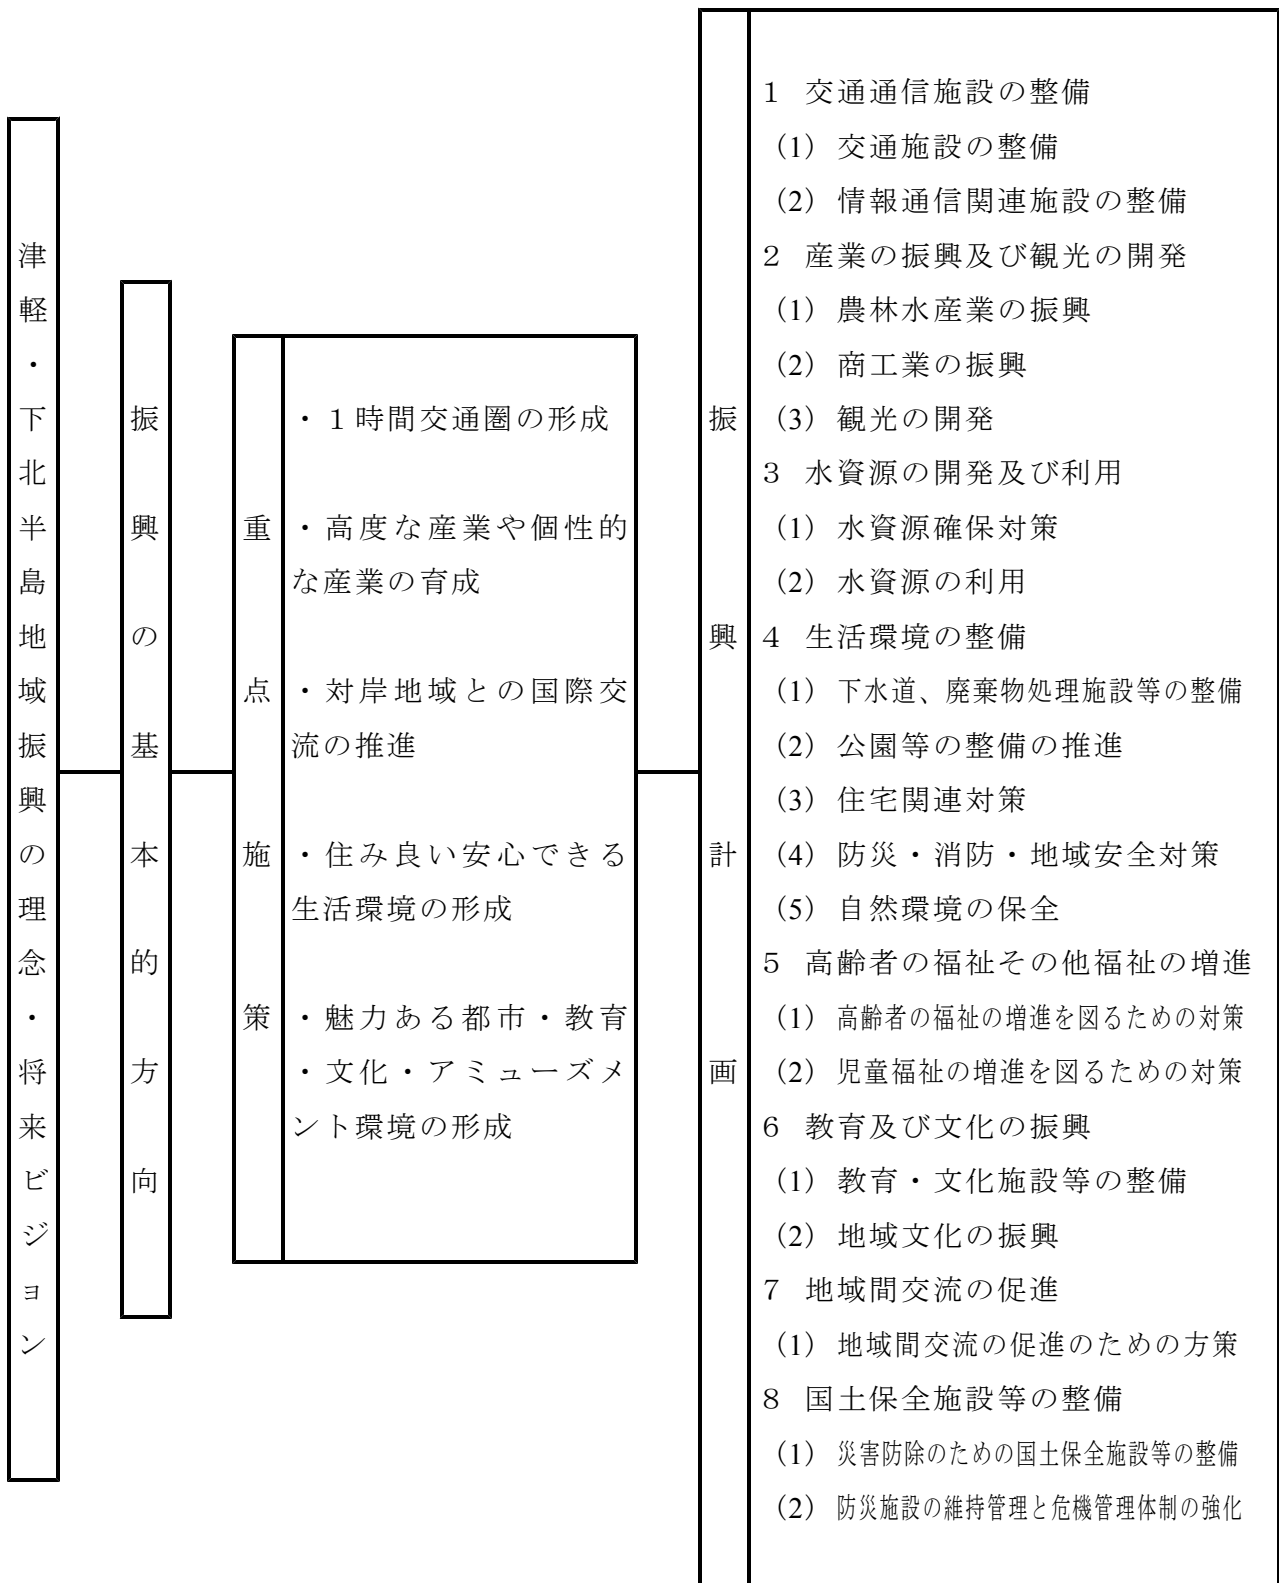 津軽・下北半島地域振興の理念・将来ビジョン
振興の基本的方向
重点施策
・１時間交通圏の形成
・高度な産業や個性的
な産業の育成
・対岸地域との国際交
流の推進
・住み良い安心できる
生活環境の形成
・魅力ある都市・教育
・文化・アミューズメ
ント環境の形成
振興計画
１ 交通通信施設の整備
(1) 交通施設の整備
(2) 情報通信関連施設の整備
２ 産業の振興及び観光の開発
(1) 農林水産業の振興
(2) 商工業の振興
(3) 観光の開発
３ 水資源の開発及び利用
(1) 水資源確保対策
(2) 水資源の利用
４ 生活環境の整備
(1) 下水道、廃棄物処理施設等の整備
(2) 公園等の整備の推進
(3) 住宅関連対策
(4) 防災・消防・地域安全対策
(5) 自然環境の保全
５ 高齢者の福祉その他福祉の増進
(1) 高齢者の福祉の増進を図るための対策
(2) 児童福祉の増進を図るための対策
６ 教育及び文化の振興
(1) 教育・文化施設等の整備
(2) 地域文化の振興
７ 地域間交流の促進
(1) 地域間交流の促進のための方策
８ 国土保全施設等の整備
(1) 災害防除のための国土保全施設等の整備
(2) 防災施設の維持管理と危機管理体制の強化